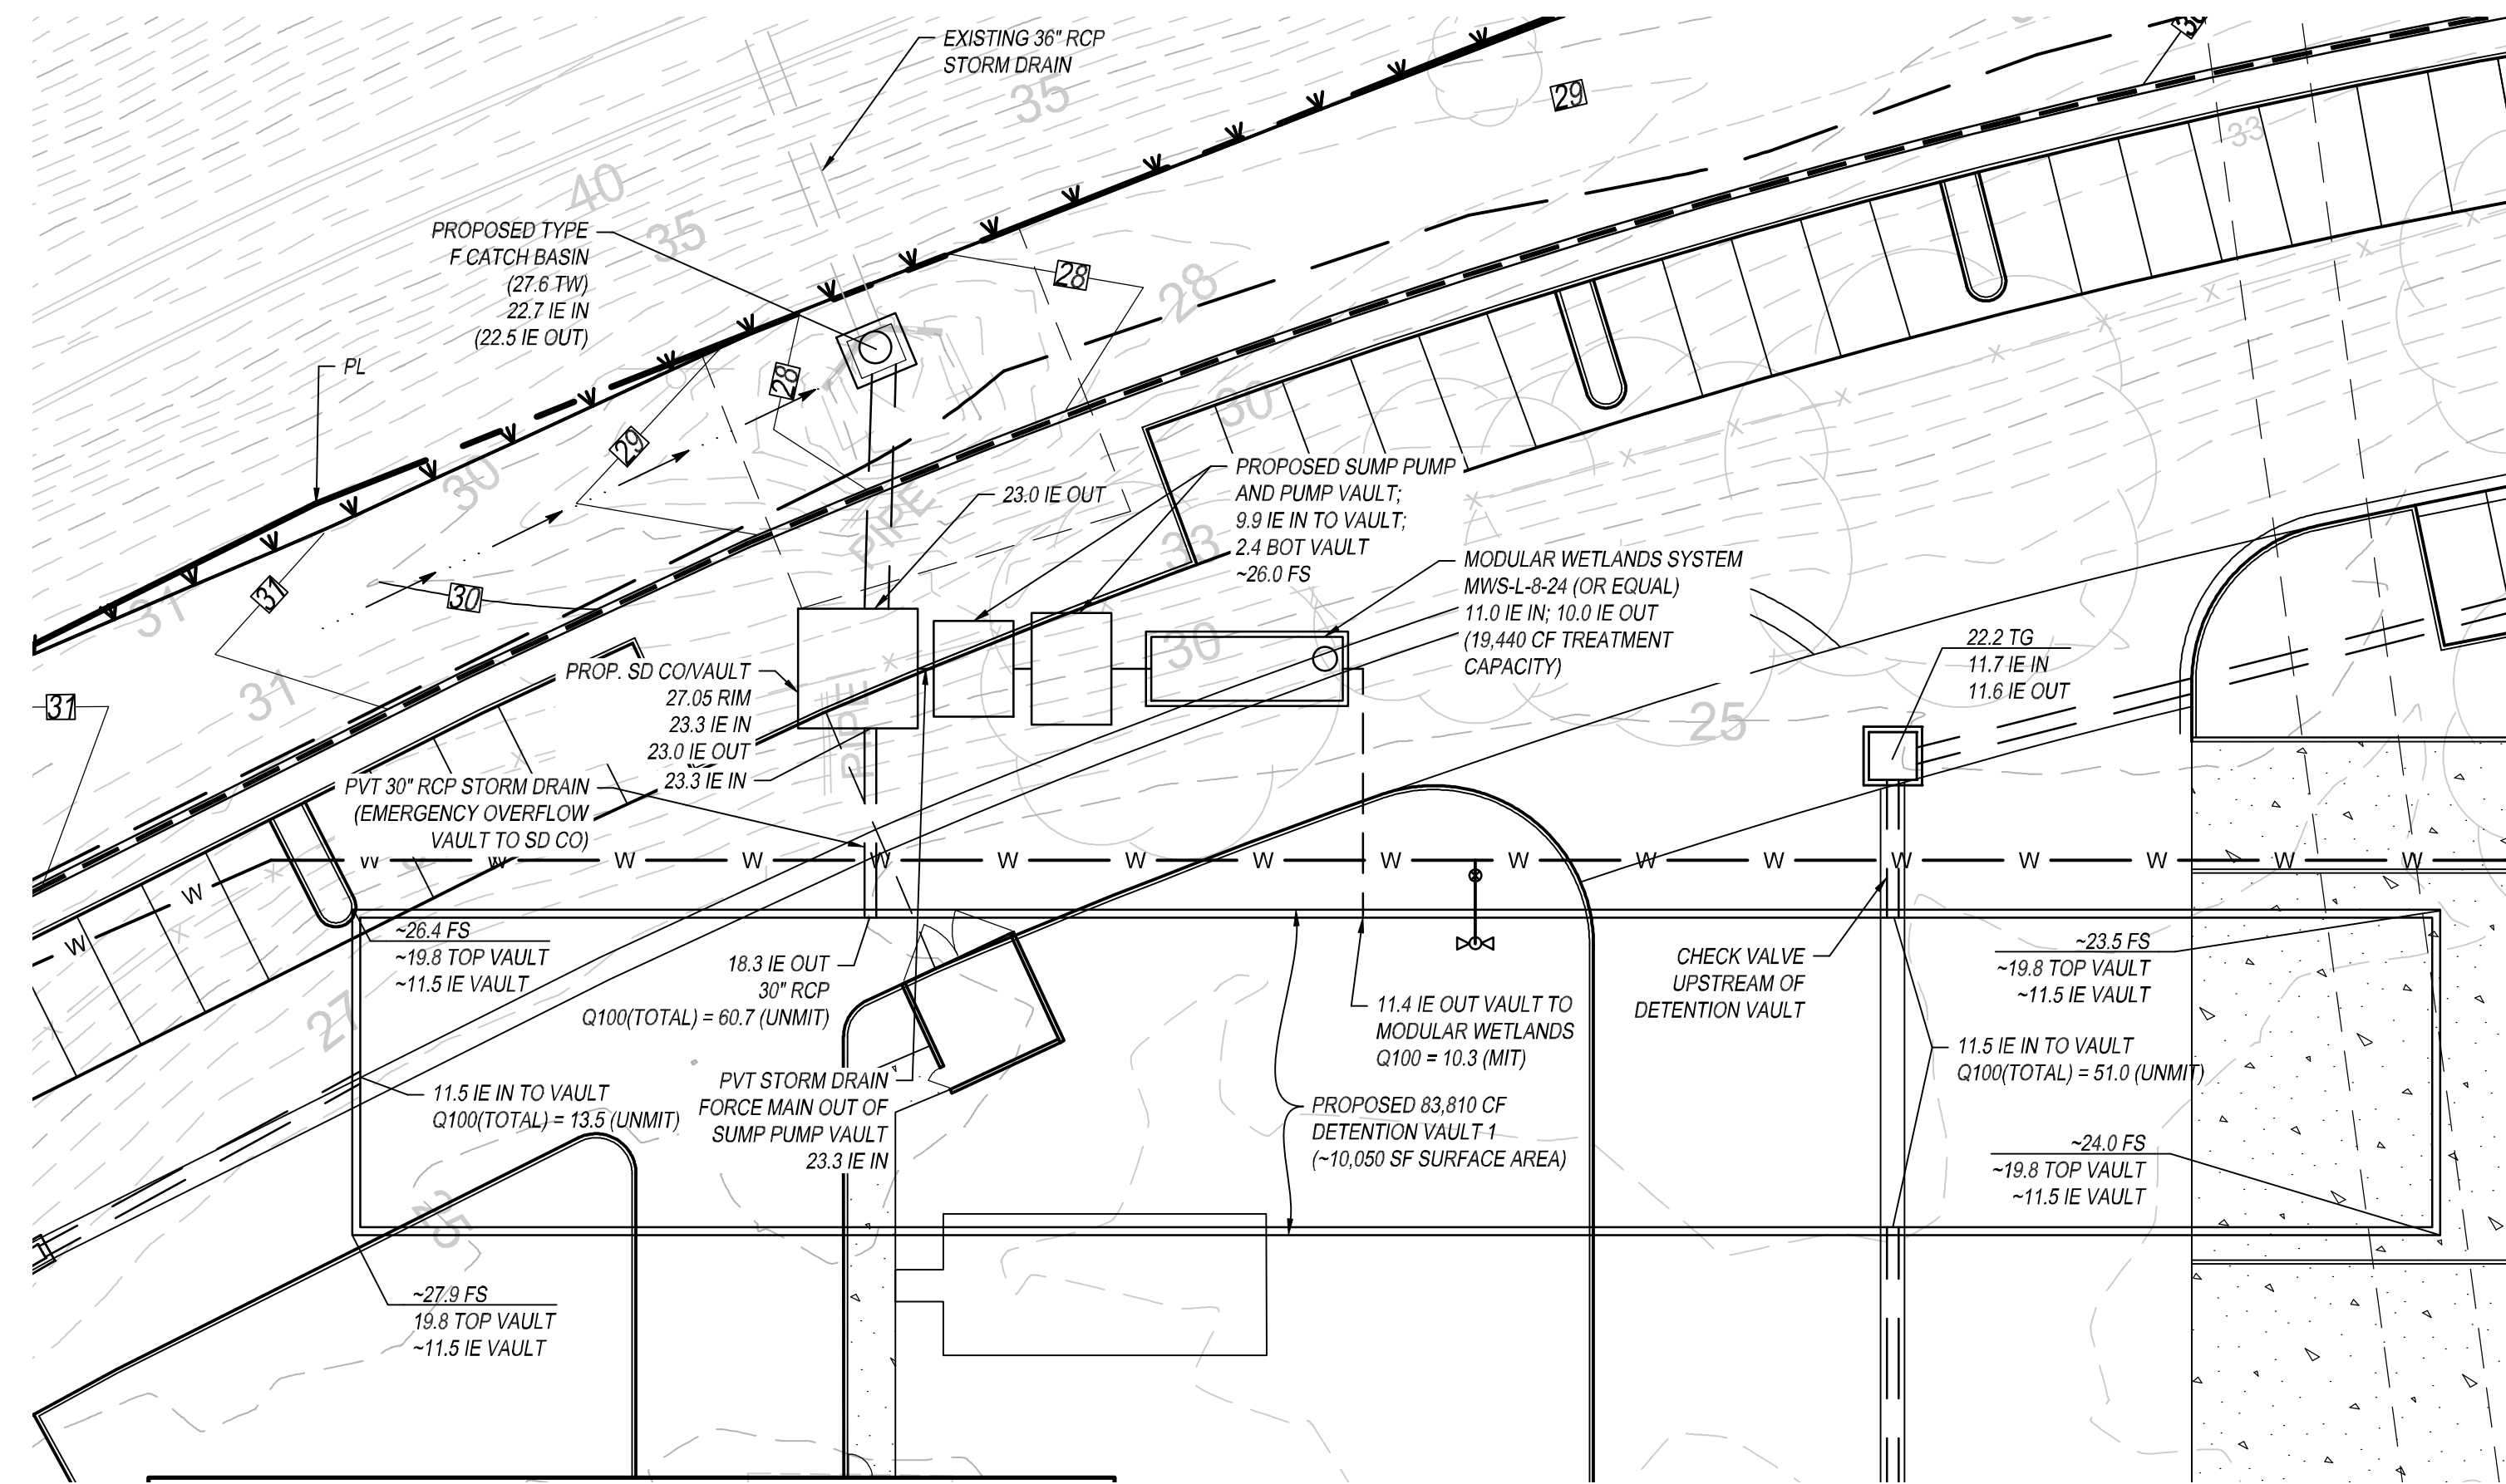 EXISTING 36" RCP
STORM DRAIN
30
29
35
33
40
35
PROPOSED TYPE
F CATCH BASIN
(27.6 TW)
22.7 IE IN
(22.5 IE OUT)
28
28
PL
28
30
29
30
PROPOSED SUMP PUMP
AND PUMP VAULT;
9.9 IE IN TO VAULT;
2.4 BOT VAULT
~26.0 FS
23.0 IE OUT
PIPE
33
MODULAR WETLANDS SYSTEM
MWS-L-8-24 (OR EQUAL)
11.0 IE IN; 10.0 IE OUT
(19,440 CF TREATMENT
CAPACITY)
31
31
30
30
22.2 TG
11.7 IE IN
11.6 IE OUT
PROP. SD CO/VAULT
27.05 RIM
23.3 IE IN
23.0 IE OUT
23.3 IE IN
PIPE
31
31
25
PVT 30" RCP STORM DRAIN
(EMERGENCY OVERFLOW
VAULT TO SD CO)
W W W W W W W W W W W W W W W W W
W
W
~26.4 FS
~19.8 TOP VAULT
~11.5 IE VAULT
27
18.3 IE OUT
30" RCP
Q100(TOTAL) = 60.7 (UNMIT)
11.4 IE OUT VAULT TO
MODULAR WETLANDS
Q100 = 10.3 (MIT)
CHECK VALVE
UPSTREAM OF
DETENTION VAULT
~23.5 FS
~19.8 TOP VAULT
~11.5 IE VAULT
11.5 IE IN TO VAULT
Q100(TOTAL) = 51.0 (UNMIT)
11.5 IE IN TO VAULT
Q100(TOTAL) = 13.5 (UNMIT)
PVT STORM DRAIN
FORCE MAIN OUT OF
SUMP PUMP VAULT
23.3 IE IN
PROPOSED 83,810 CF
DETENTION VAULT 1
(~10,050 SF SURFACE AREA)
~24.0 FS
~19.8 TOP VAULT
~11.5 IE VAULT
25
~27.9 FS
19.8 TOP VAULT
~11.5 IE VAULT